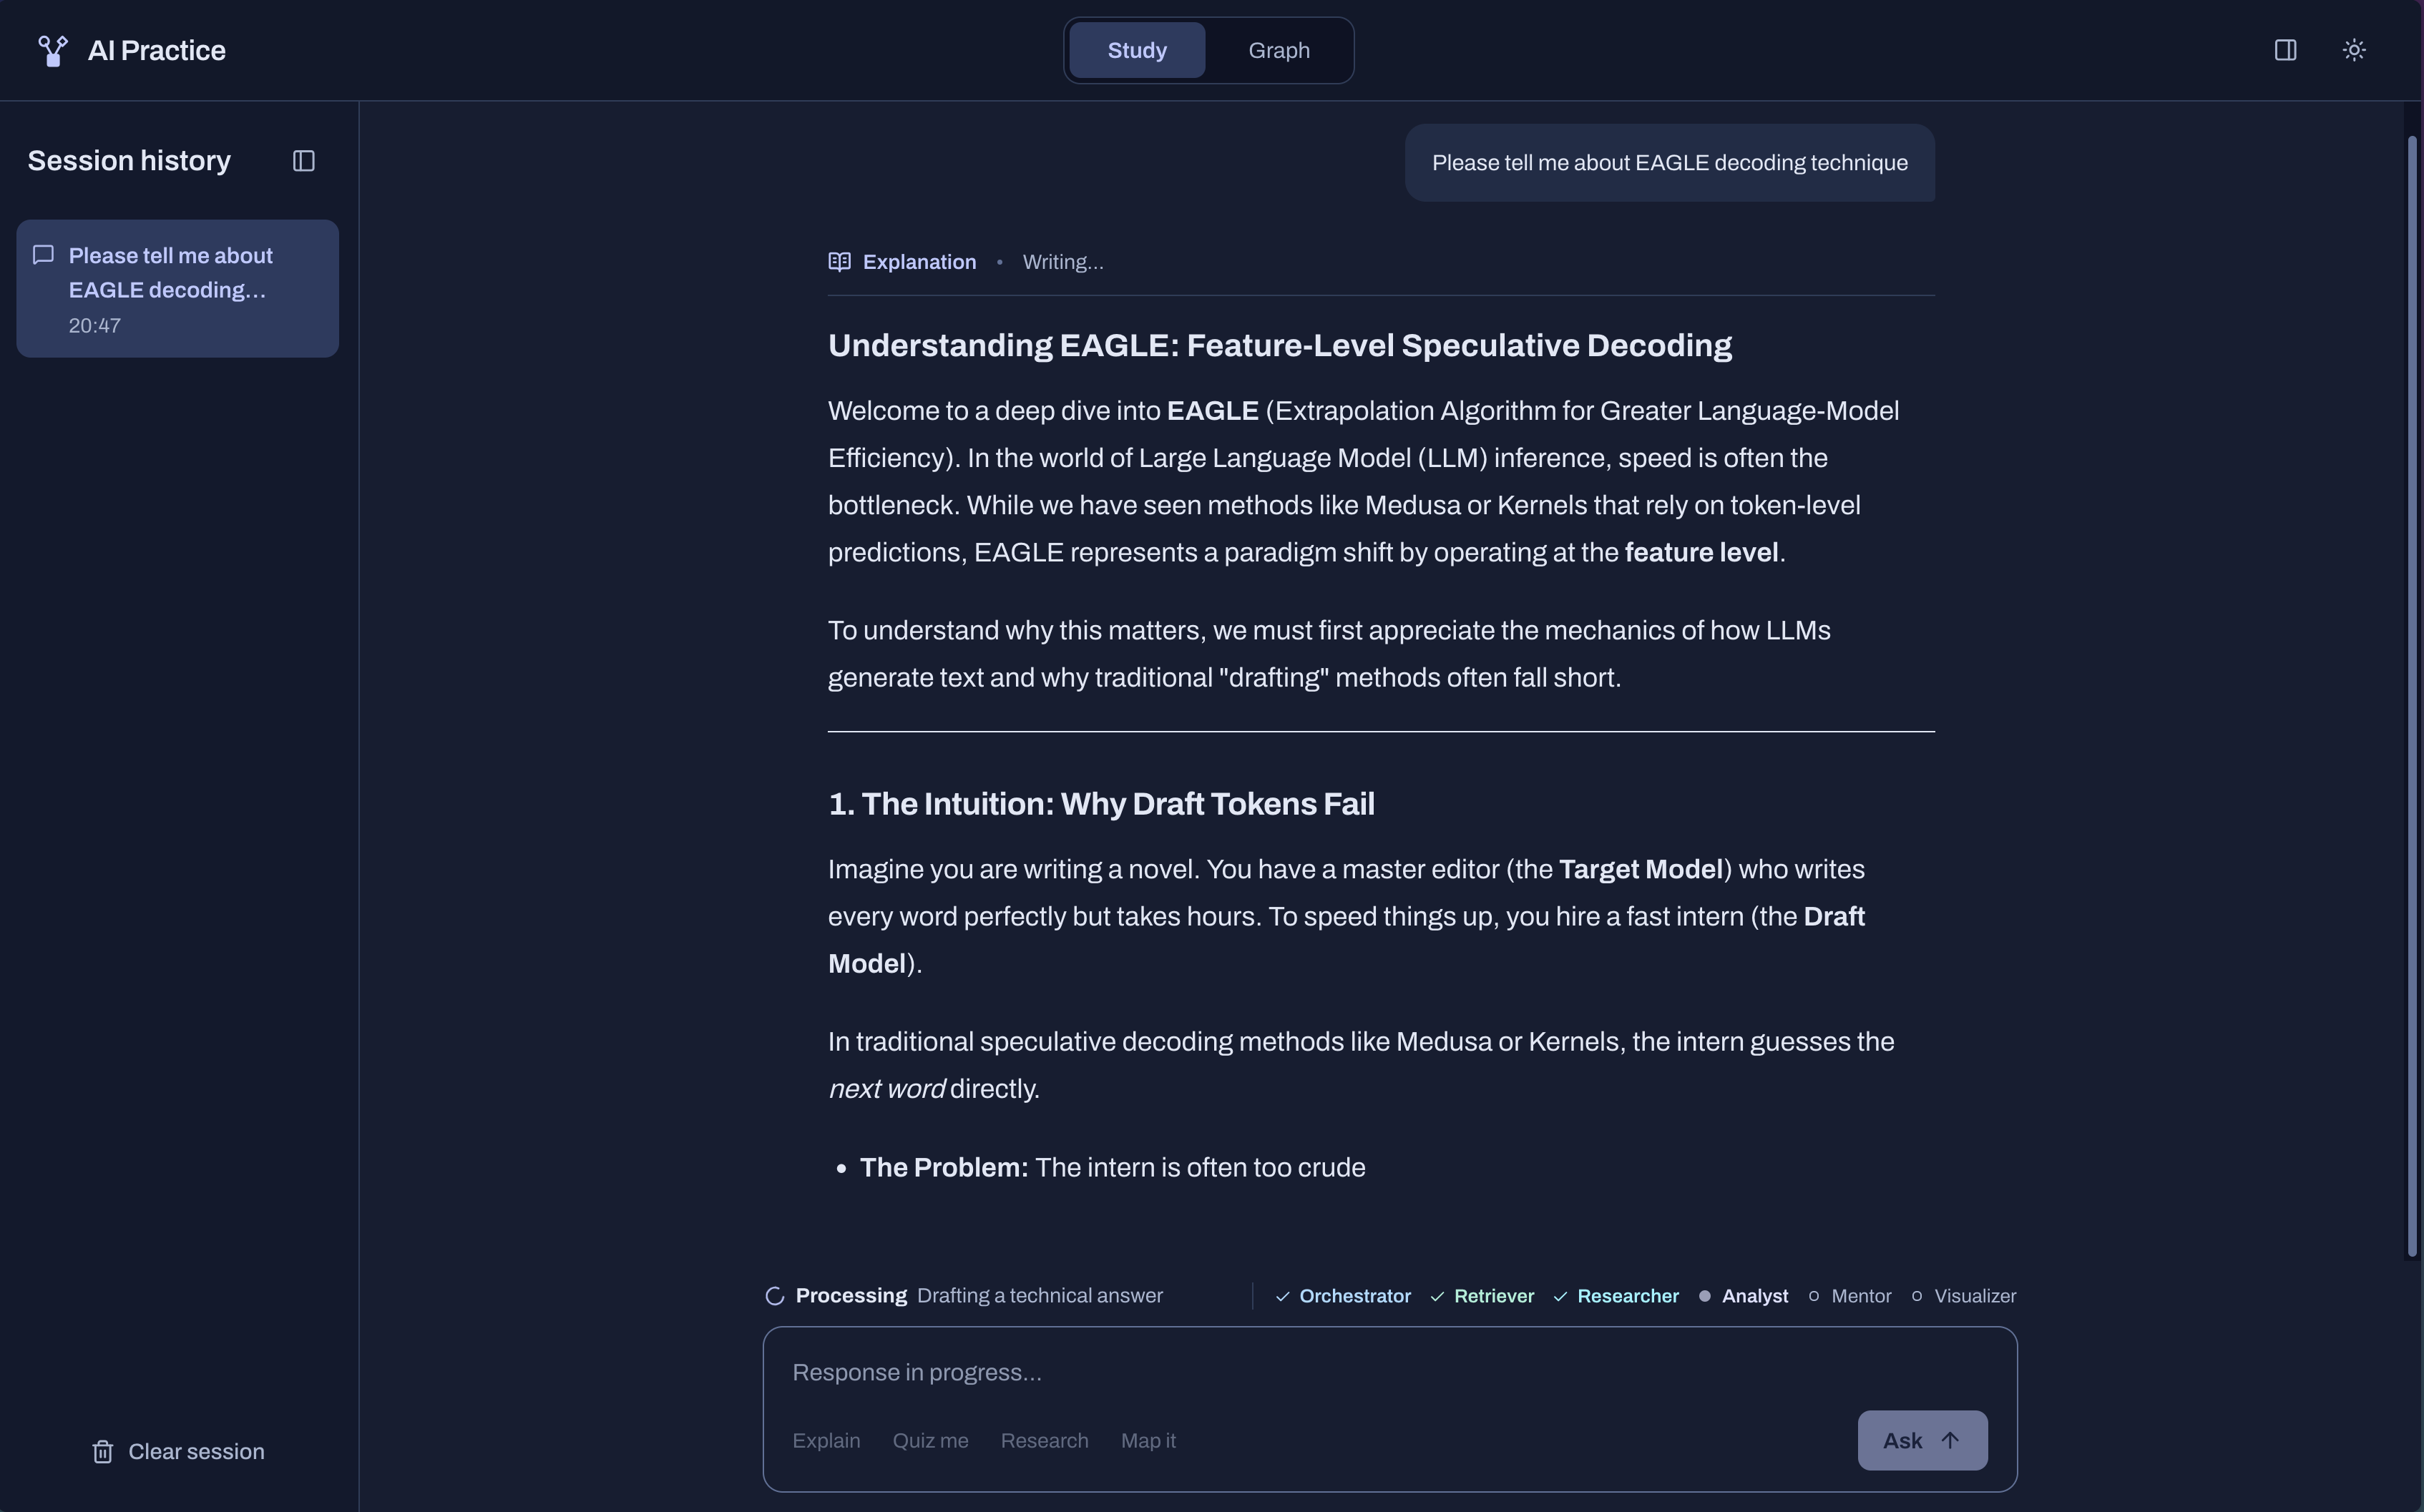 AI Practice
Study
Graph
Session history
Please tell me about
EAGLE decoding...
20:47
Clear session
Please tell me about EAGLE decoding technique
Explanation • Writing...
Understanding EAGLE: Feature-Level Speculative Decoding
Welcome to a deep dive into EAGLE (Extrapolation Algorithm for Greater Language-Model
Efficiency). In the world of Large Language Model (LLM) inference, speed is often the
bottleneck. While we have seen methods like Medusa or Kernels that rely on token-level
predictions, EAGLE represents a paradigm shift by operating at the feature level.
To understand why this matters, we must first appreciate the mechanics of how LLMs
generate text and why traditional "drafting" methods often fall short.
1. The Intuition: Why Draft Tokens Fail
Imagine you are writing a novel. You have a master editor (the Target Model) who writes
every word perfectly but takes hours. To speed things up, you hire a fast intern (the Draft
Model).
In traditional speculative decoding methods like Medusa or Kernels, the intern guesses the
next word directly.
• The Problem: The intern is often too crude
Processing Drafting a technical answer
Orchestrator Retriever Researcher Analyst Mentor Visualizer
Response in progress...
Explain Quiz me Research Map it
Ask